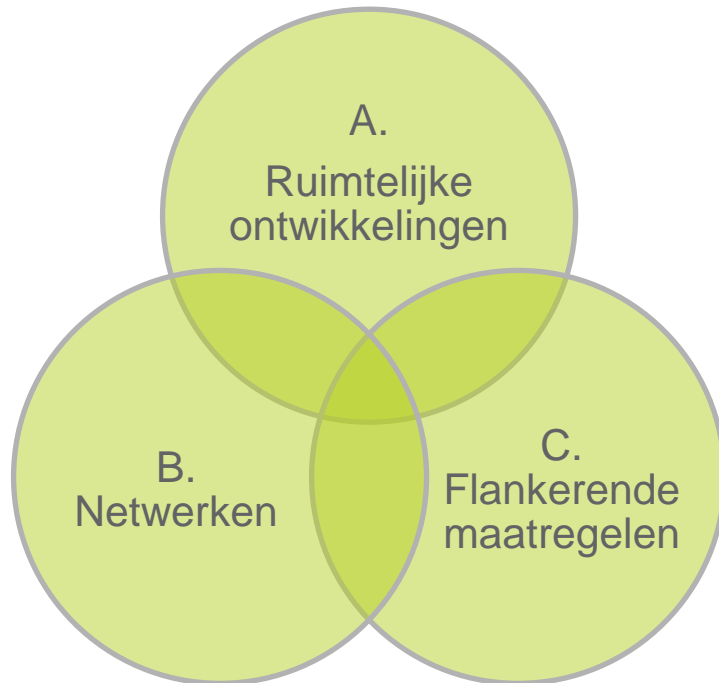 A.
Ruimtelijke
ontwikkelingen
B.
Netwerken
C.
Flankerende
maatregelen